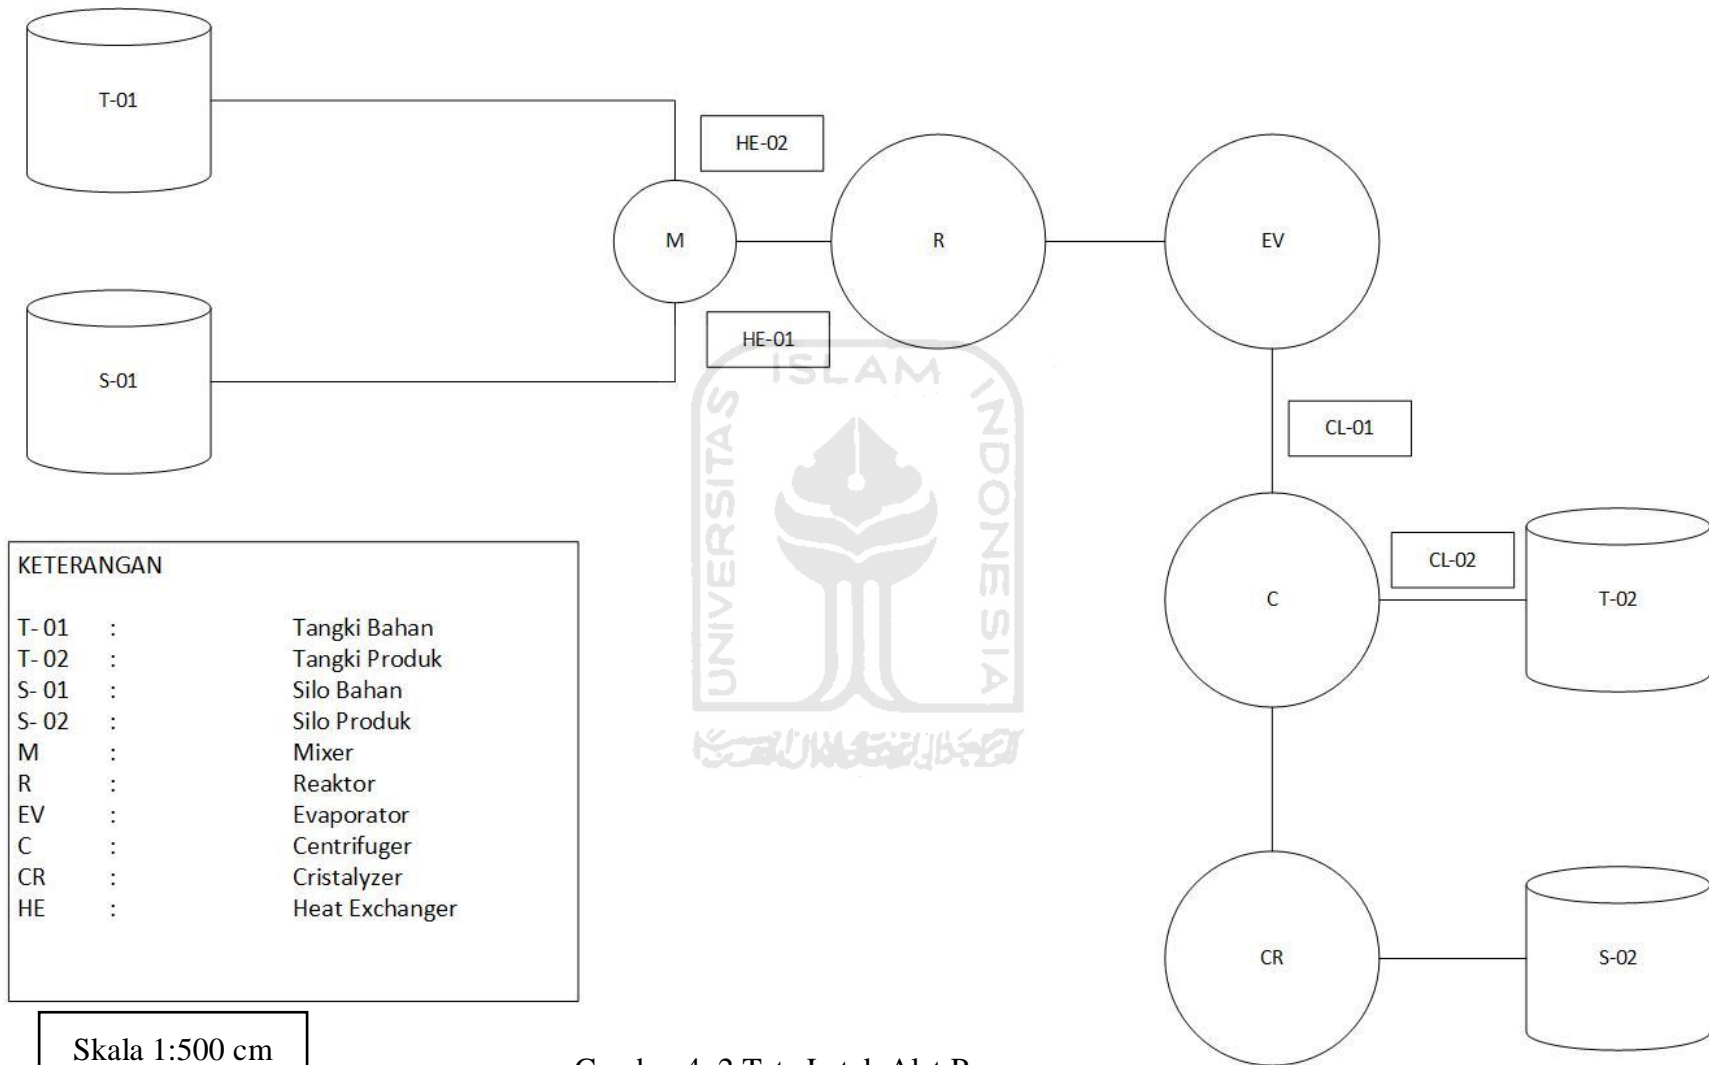 T-01
HE-02
M
R
EV
HE-01
S-01
ISLAM
UNIVERSITAS
INDONESIA
CL-01
CL-02
C
T-02
KETERANGAN
T- 01 : Tangki Bahan
T- 02 : Tangki Produk
S- 01 : Silo Bahan
S- 02 : Silo Produk
M : Mixer
R : Reaktor
EV : Evaporator
C : Centrifuger
CR : Cristalyzer
HE : Heat Exchanger
CR
S-02
Skala 1:500 cm